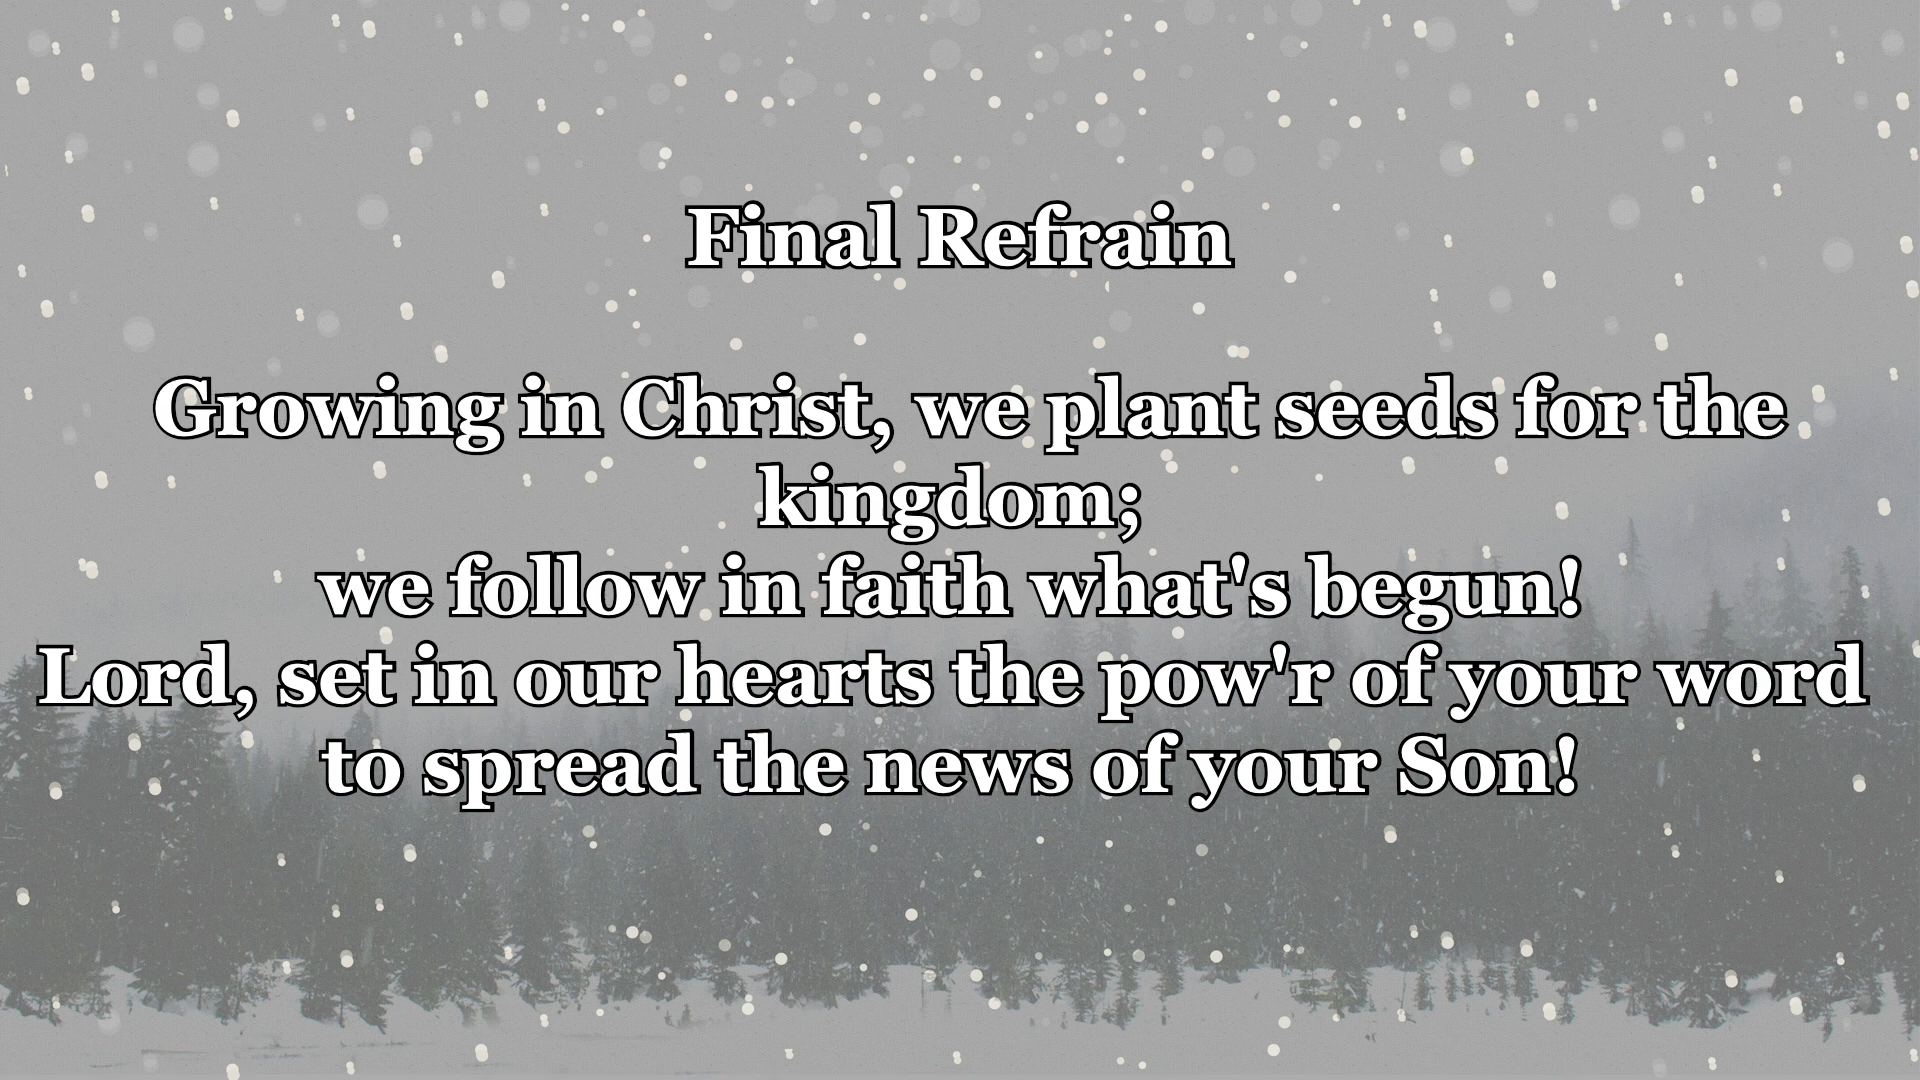 Final Refrain
Growing in Christ, we plant seeds for the
kingdom;
we follow in faith what's begun!
Lord, set in our hearts the pow'r of your word
to spread the news of your Son!